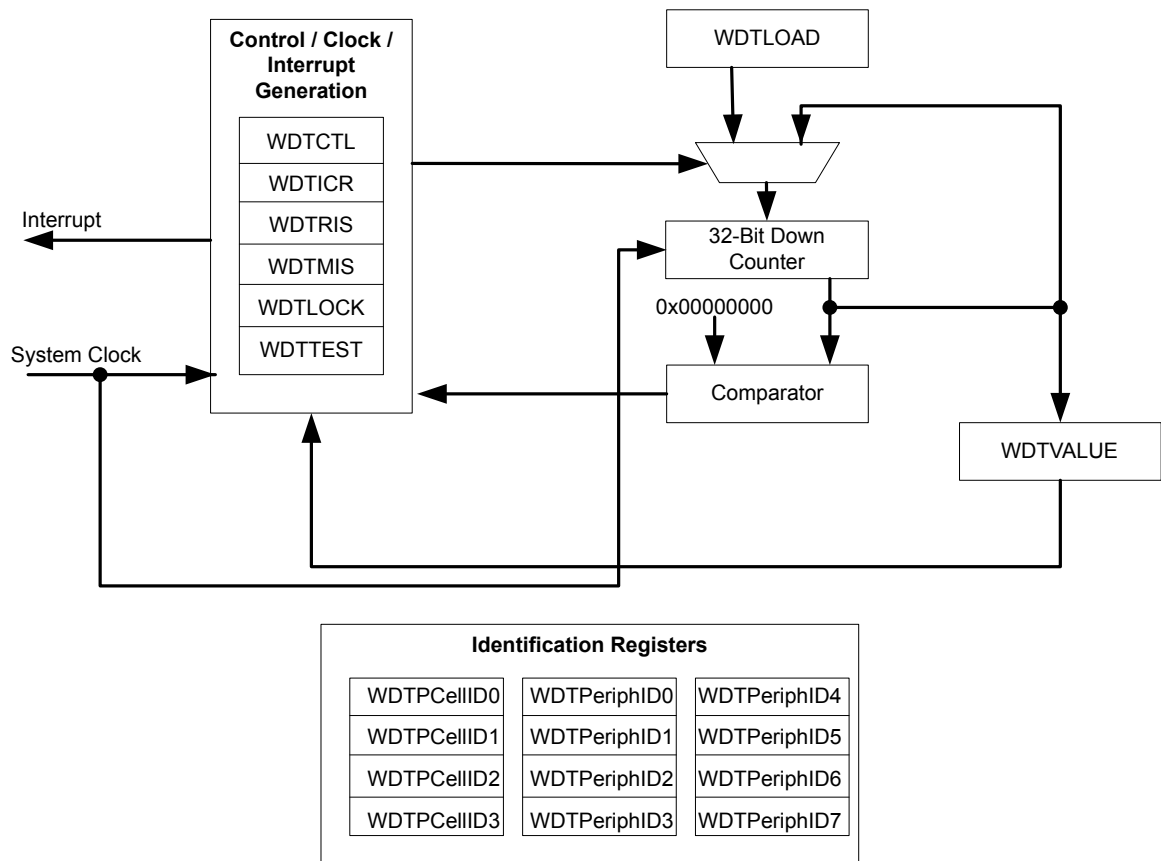 Control / Clock /
Interrupt
Generation
WDTCTL
WDTICR
WDTRIS
WDTMIS
WDTLOCK
WDTTEST
Interrupt
System Clock
WDTLOAD
32-Bit Down
Counter
0x00000000
Comparator
WDTVALUE
Identification Registers
WDTPCellID0 WDTPeriphID0 WDTPeriphID4
WDTPCellID1 WDTPeriphID1 WDTPeriphID5
WDTPCellID2 WDTPeriphID2 WDTPeriphID6
WDTPCellID3 WDTPeriphID3 WDTPeriphID7